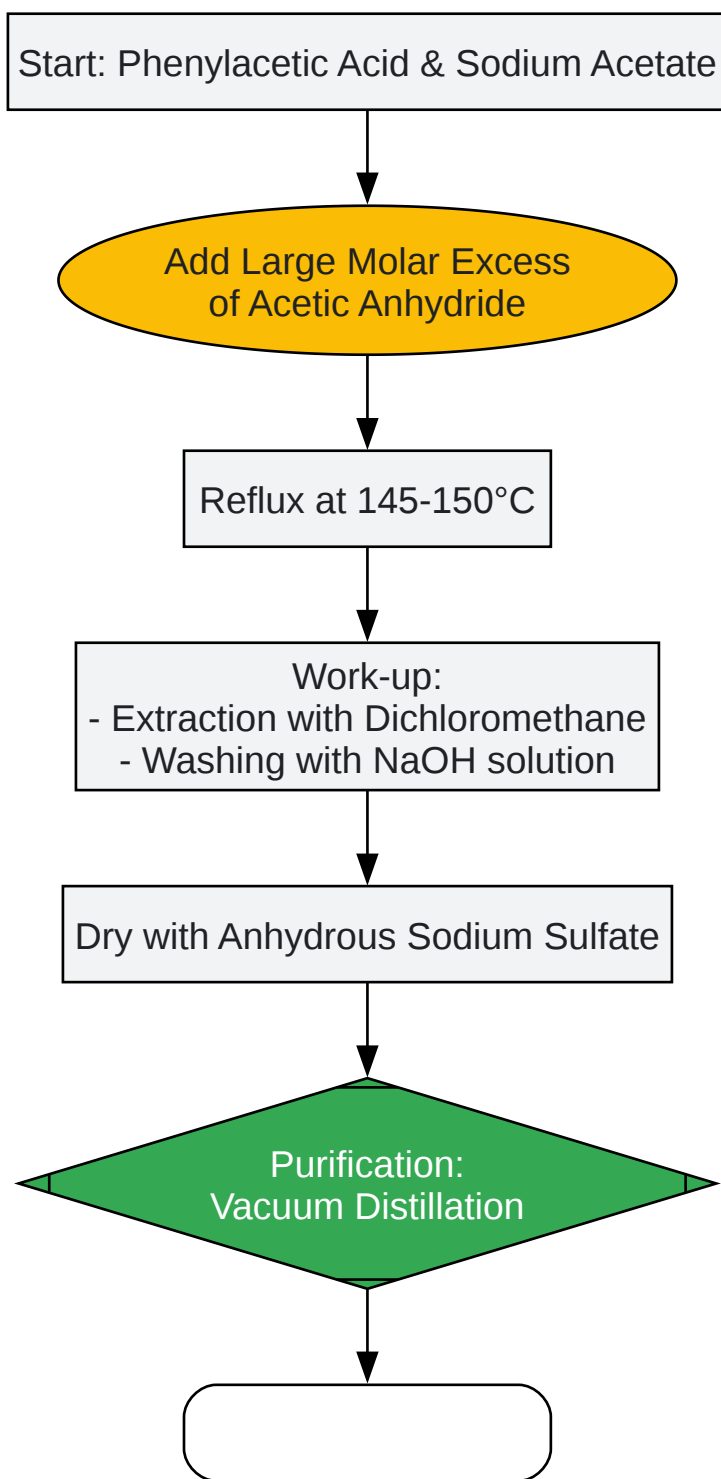 Start: Phenylacetic Acid & Sodium Acetate
Add Large Molar Excess
of Acetic Anhydride
Reflux at 145-150°C
Work-up:
- Extraction with Dichloromethane
- Washing with NaOH solution
Dry with Anhydrous Sodium Sulfate
Purification:
Vacuum Distillation